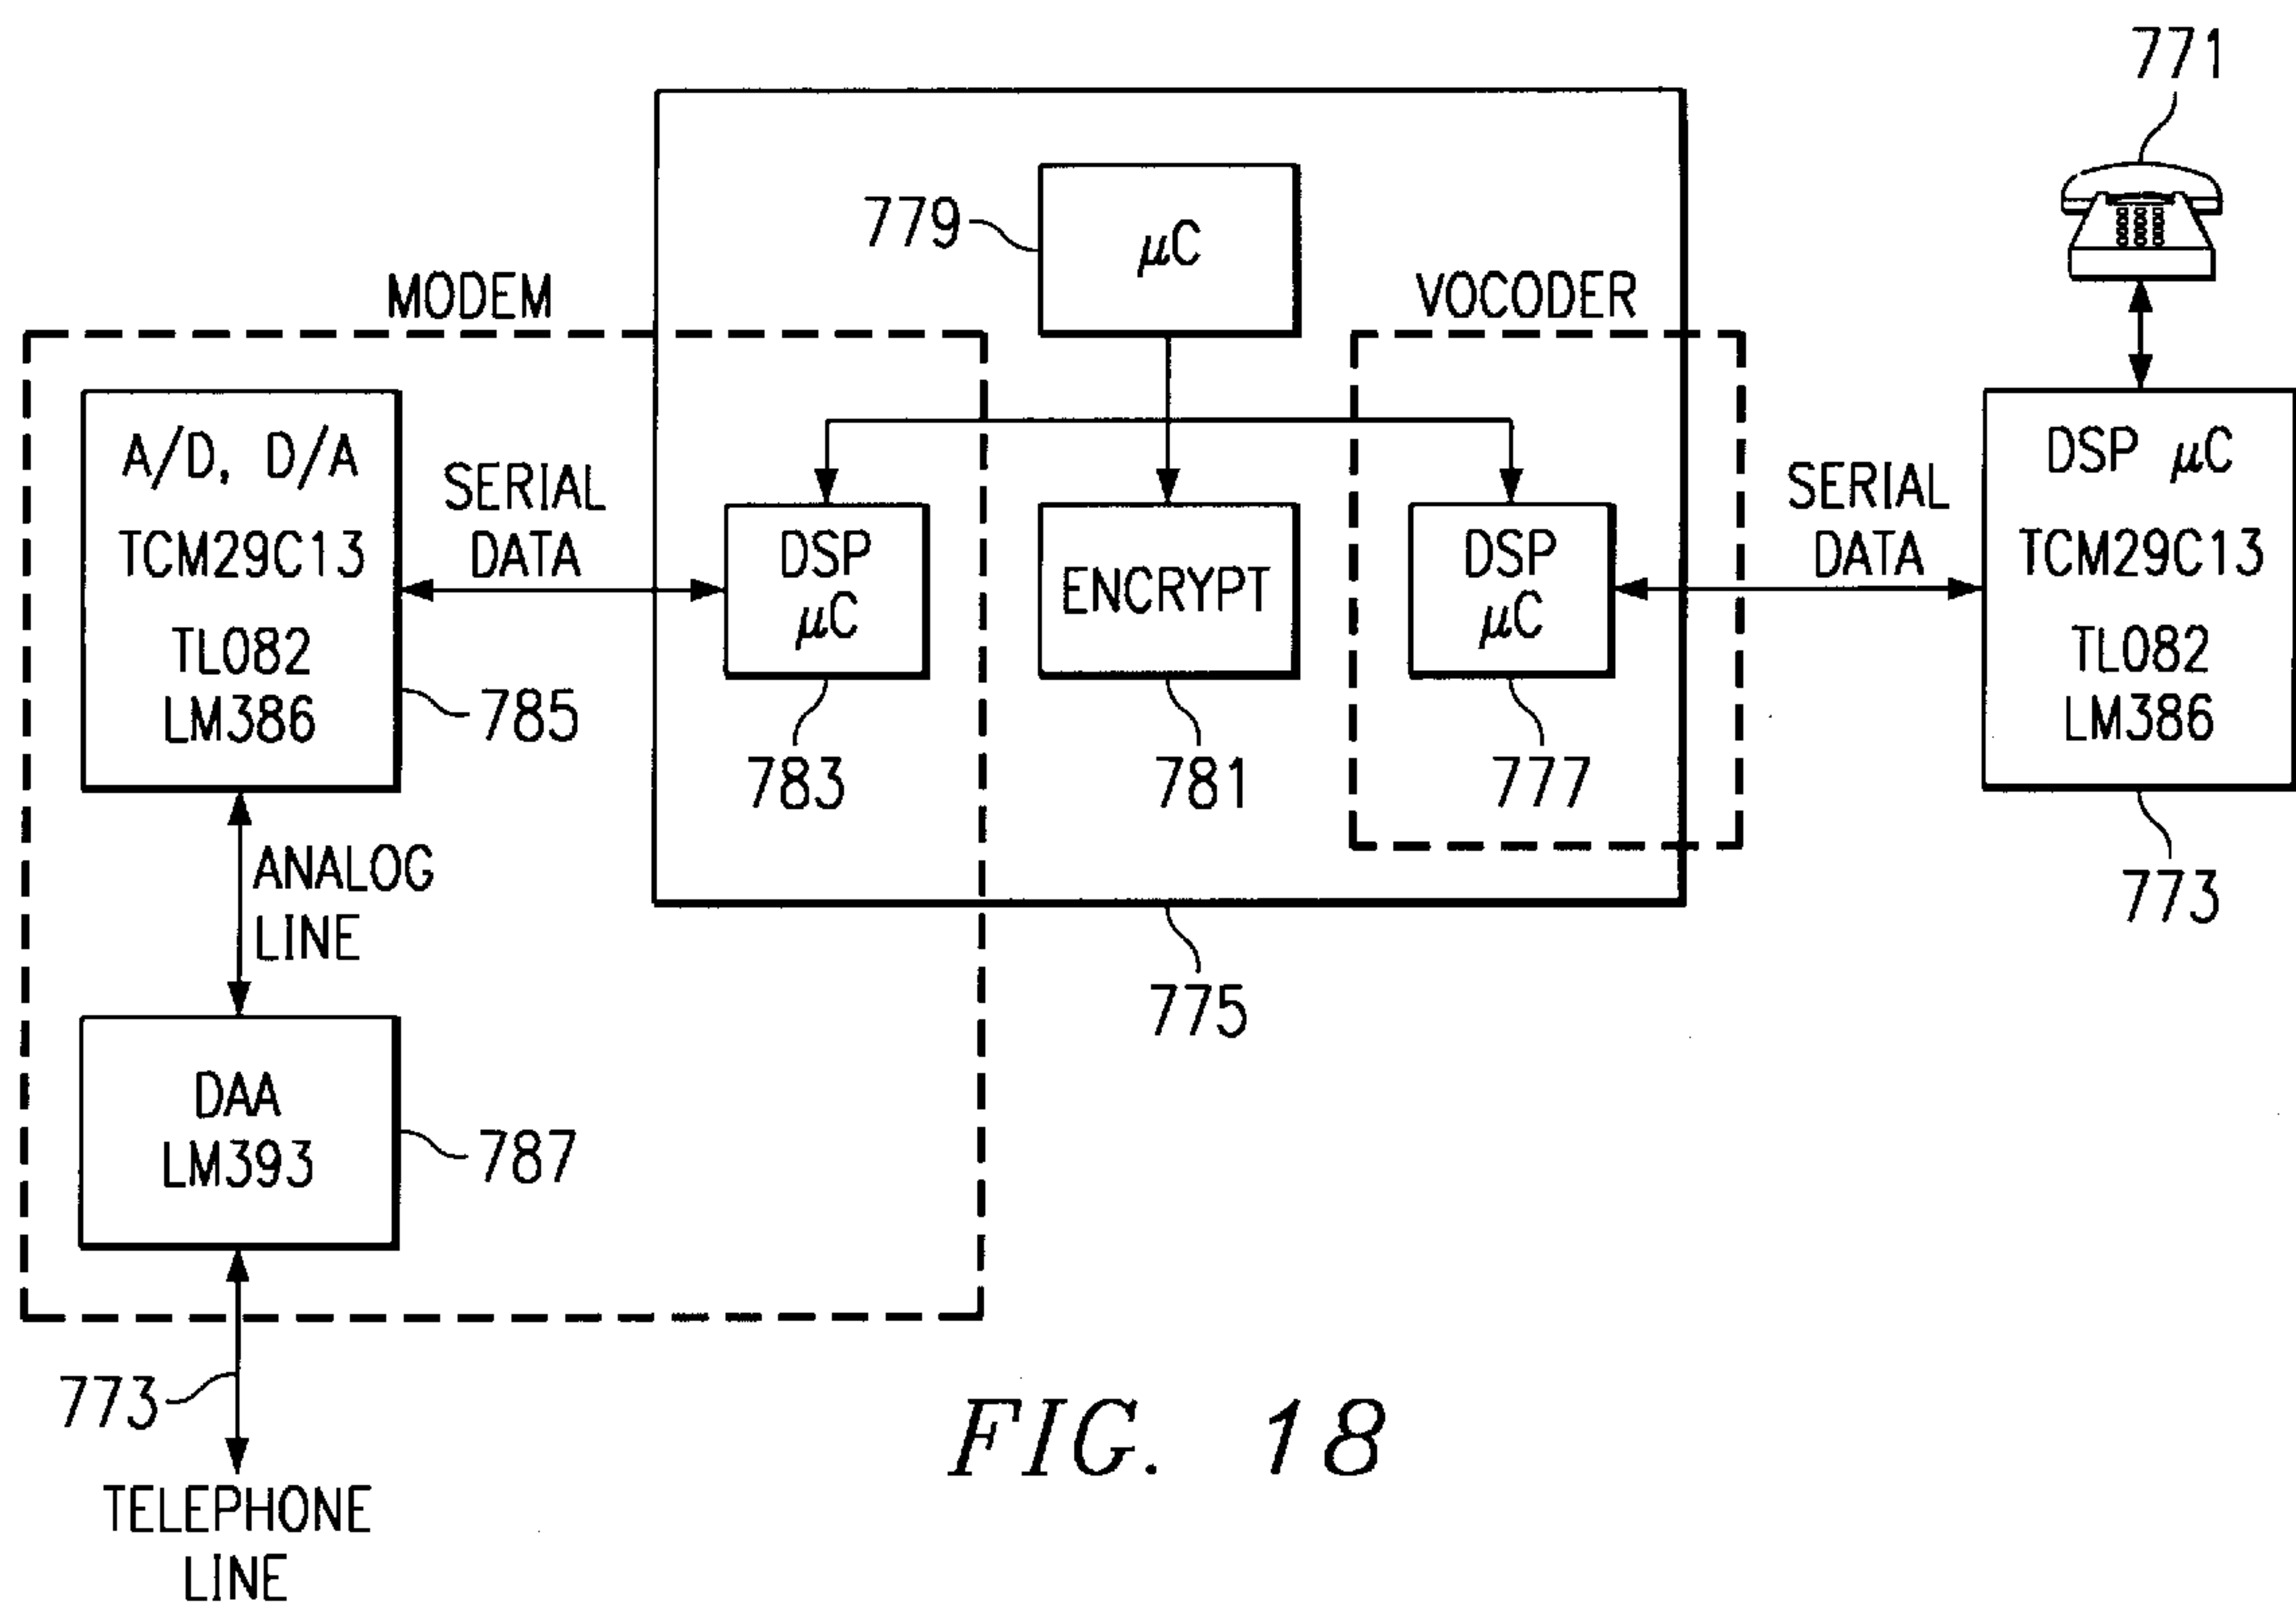 771
779
μC
MODEM
VOCODER
A/D, D/A
TCM29C13
TL082
LM386
785
SERIAL
DATA
DSP
μC
783
ENCRYPT
781
DSP
μC
777
SERIAL
DATA
DSP μC
TCM29C13
TL082
LM386
773
775
ANALOG
LINE
DAA
LM393
787
773
TELEPHONE
LINE
FIG. 18